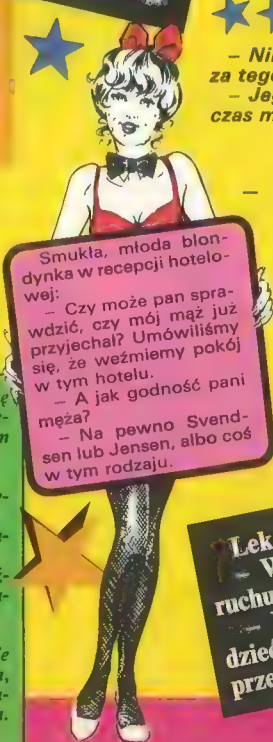 – Ni
za tego
– Je
czas m
–
Smukła, młoda blon-
dynka w recepcji hotelo-
wej:
– Czy może pan spra-
wdzić, czy mój mąż już
przyjechał? Umówiliśmy
się, że weźmiemy pokój
w tym hotelu.
– A jak godność pani
męża?
– Na pewno Svend-
sen lub Jensen, albo coś
w tym rodzaju.
Lek
– W
ruchu
–
dzied
prze